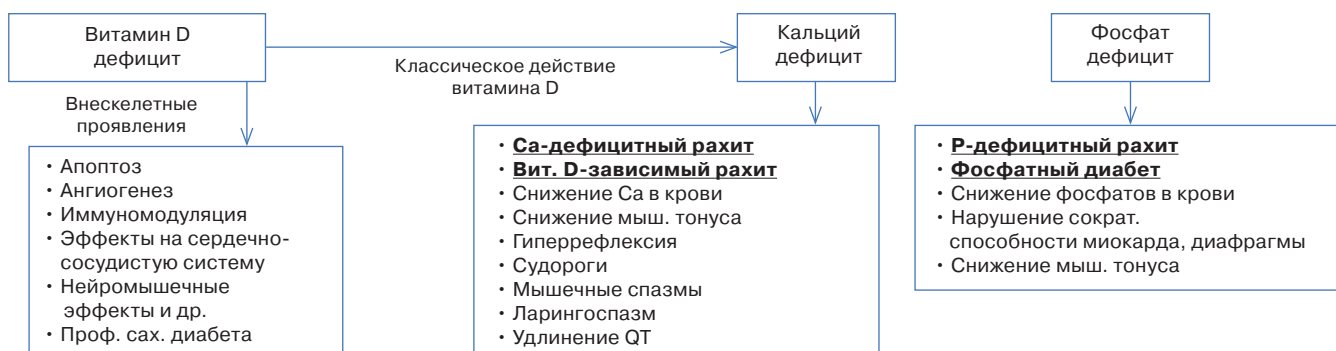 Витамин D
дефицит
Классическое действие
витамина D
Кальций
дефицит
Фосфат
дефицит
Внескелетные
проявления
• Апоптоз
• Ангиогенез
• Иммуномодуляция
• Эффекты на сердечно-
сосудистую систему
• Нейромышечные
эффекты и др.
• Проф. сах. диабета
• Са-дефицитный рахит
• Вит. D-зависимый рахит
• Снижение Са в крови
• Снижение мыш. тонуса
• Гиперрефлексия
• Судороги
• Мышечные спазмы
• Ларингоспазм
• Удлинение QT
• Р-дефицитный рахит
• Фосфатный диабет
• Снижение фосфатов в крови
• Нарушение сократ.
способности миокарда, диафрагмы
• Снижение мыш. тонуса